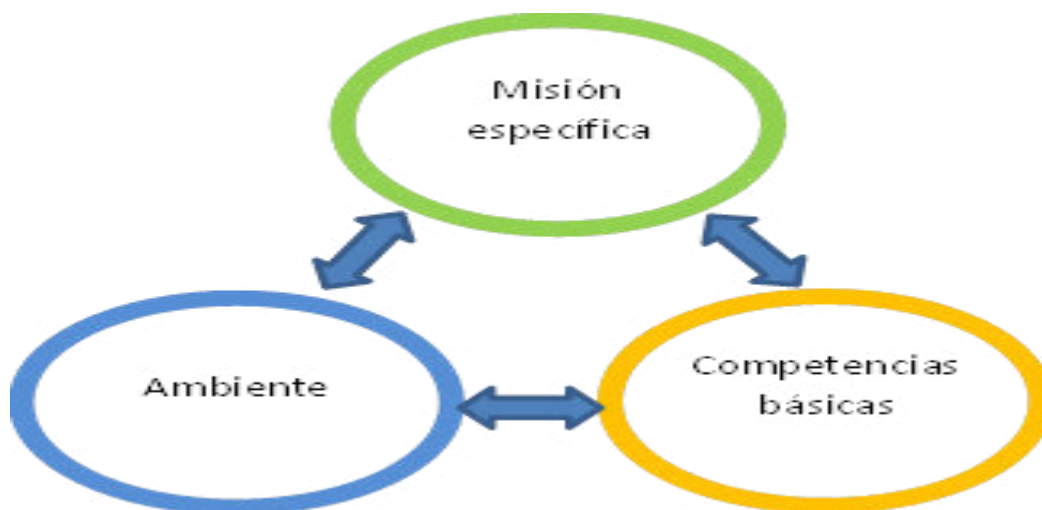 Misión
específica
Ambiente
Competencias
básicas